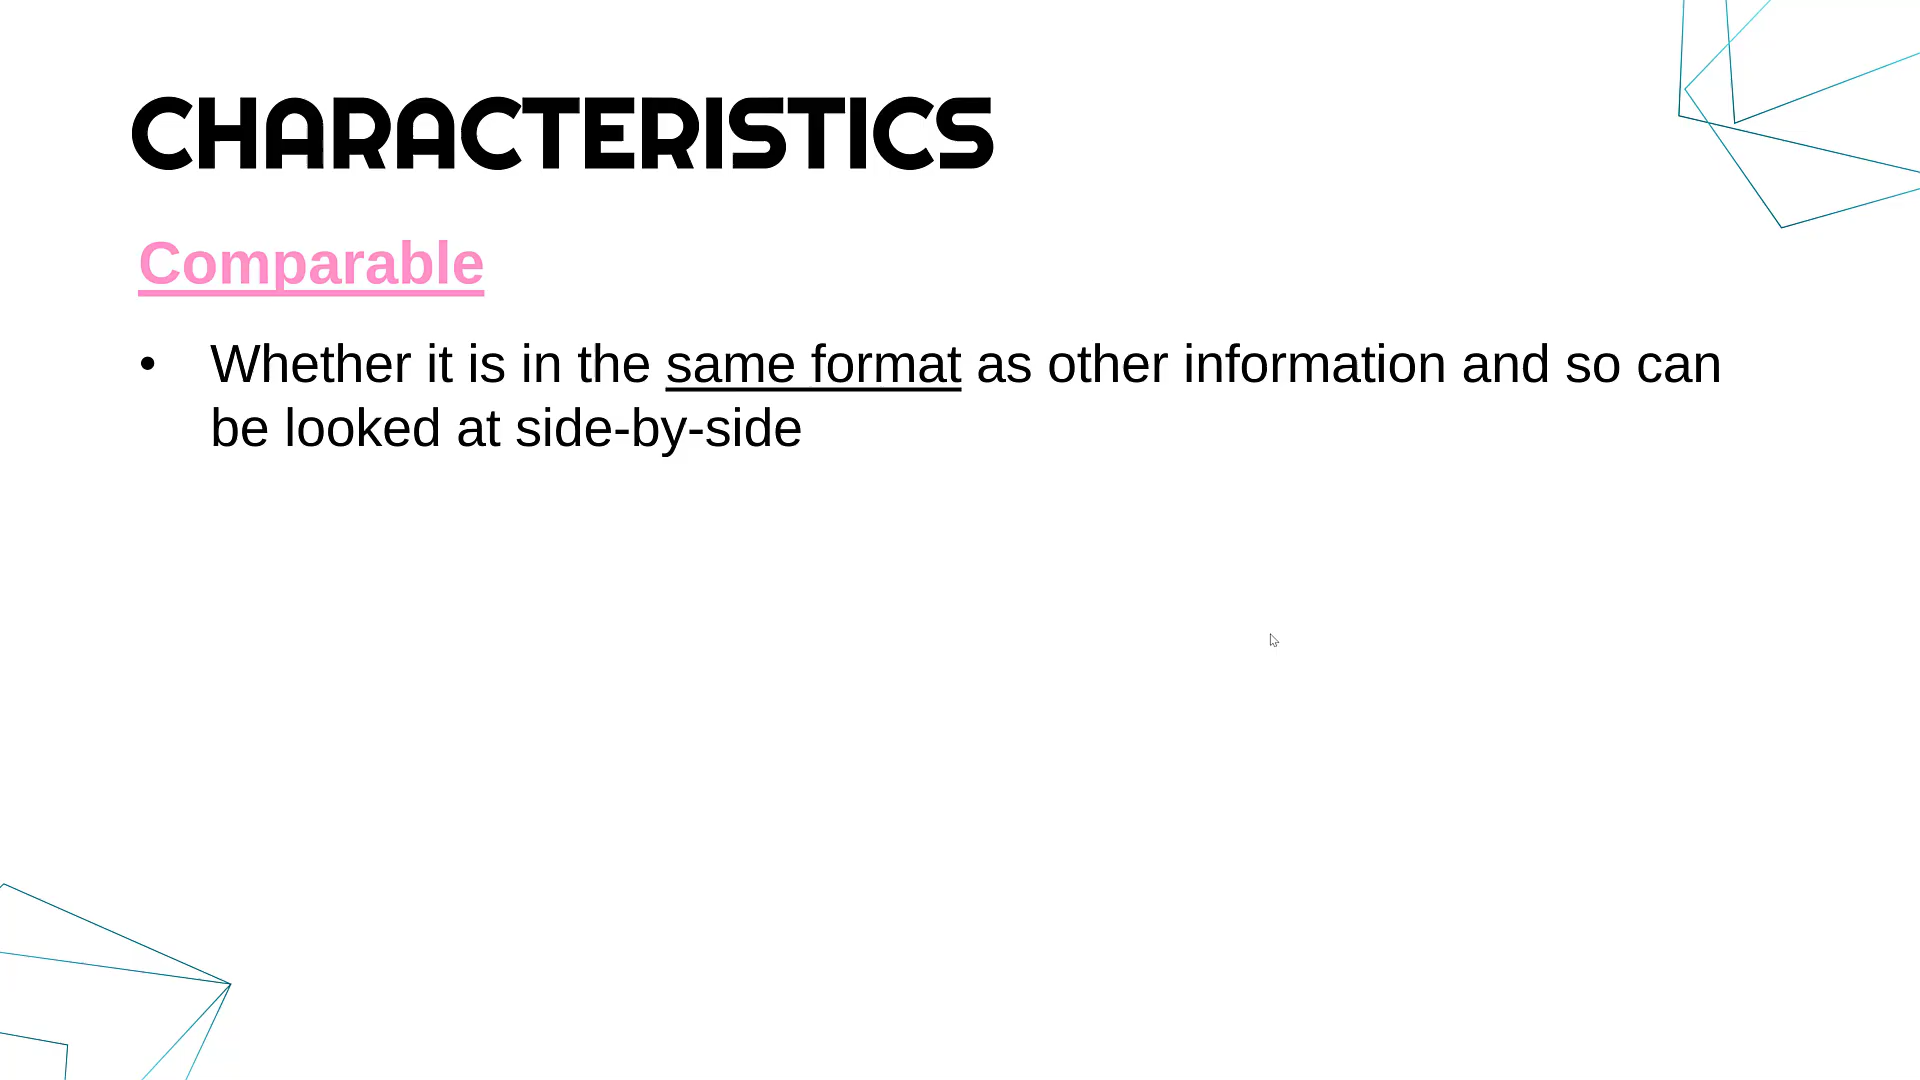 CHARACTERISTICS
Comparable
• Whether it is in the same format as other information and so can
be looked at side-by-side